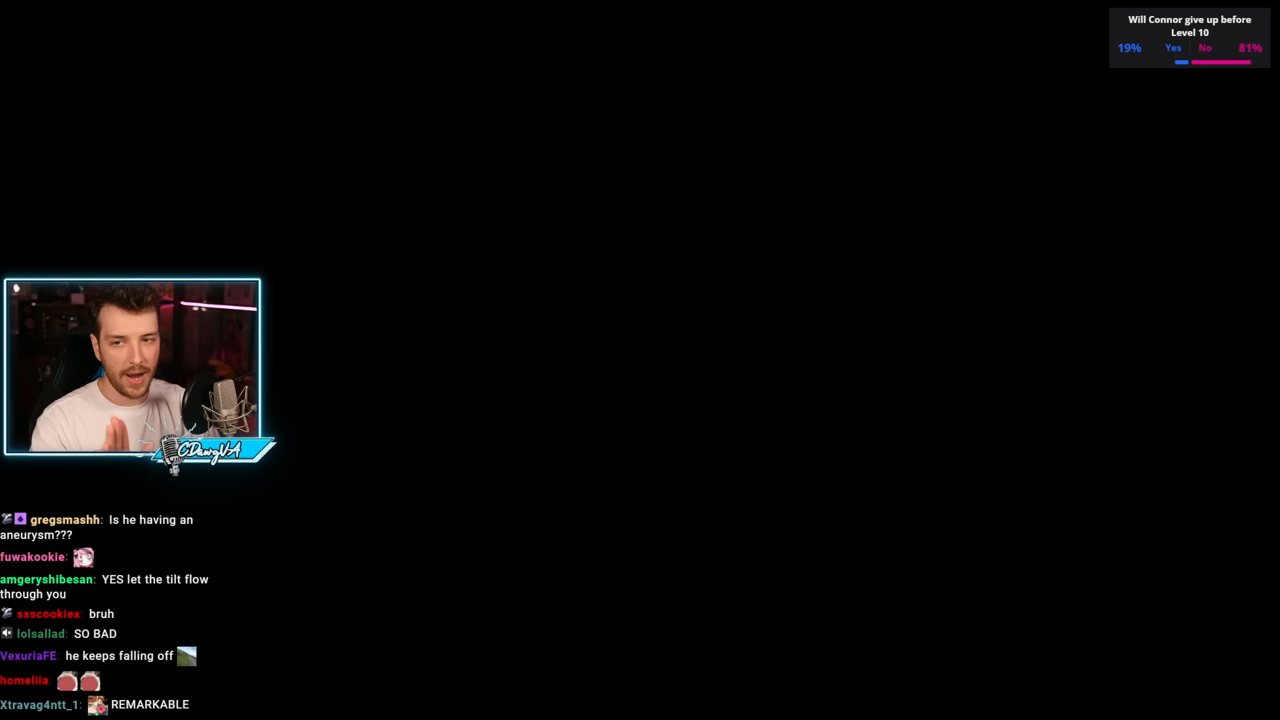 Will Connor give up before
Level 10
19% Yes No 81%
CDawgVA
gregsmashh: Is he having an
aneurysm???
fuwakookie:
amgeryshibesan: YES let the tilt flow
through you
sxscookiex: bruh
lolsallad: SO BAD
VexuriaFE: he keeps falling off
homeliia:
Xtravag4ntt_1: REMARKABLE